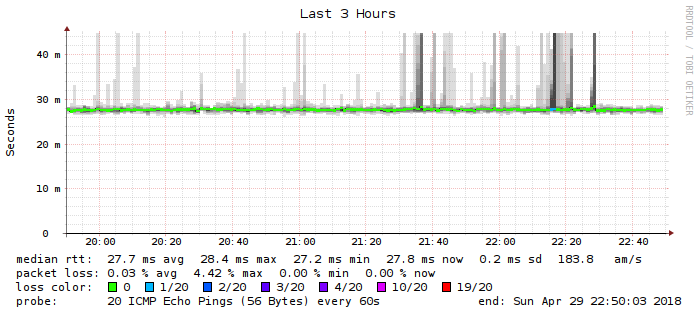 Last 3 Hours
RRDTOOL / TOBI OETIKER
Seconds
40 m
30 m
20 m
10 m
0
20:00 20:20 20:40 21:00 21:20 21:40 22:00 22:20 22:40
median rtt: 27.7 ms avg 28.4 ms max 27.2 ms min 27.8 ms now 0.2 ms sd 183.8 am/s
packet loss: 0.03 % avg 4.42 % max 0.00 % min 0.00 % now
loss color: 0 1/20 2/20 3/20 4/20 10/20 19/20
probe: 20 ICMP Echo Pings (56 Bytes) every 60s end: Sun Apr 29 22:50:03 2018